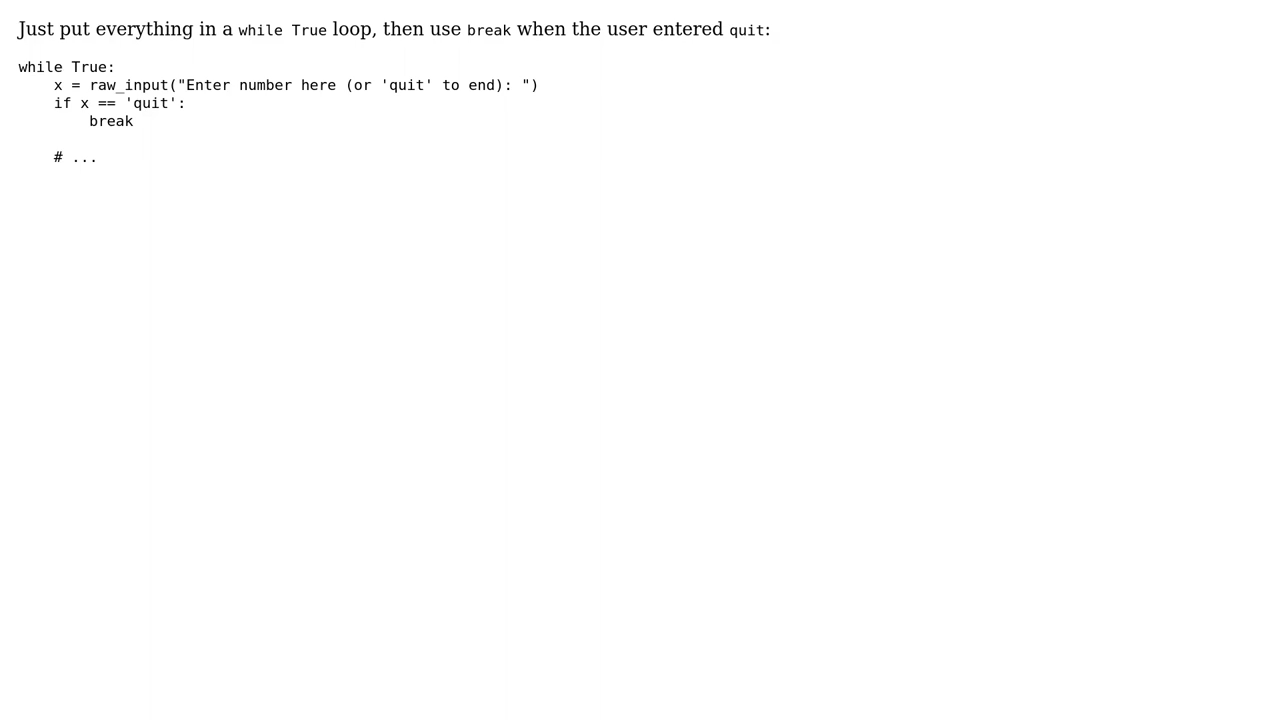 Just put everything in a while True loop, then use break when the user entered quit:
while True:
    x = raw_input("Enter number here (or 'quit' to end): ")
    if x == 'quit':
        break
    # ...